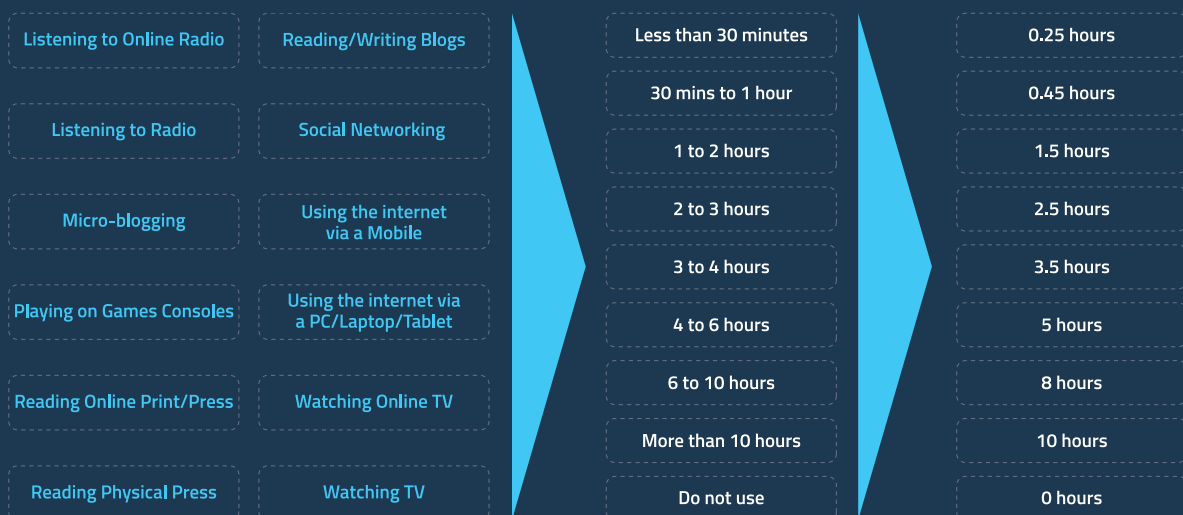 Listening to Online Radio
Reading/Writing Blogs
Listening to Radio
Social Networking
Micro-blogging
Using the internet
via a Mobile
Playing on Games Consoles
Using the internet via
a PC/Laptop/Tablet
Reading Online Print/Press
Watching Online TV
Reading Physical Press
Watching TV
Less than 30 minutes
30 mins to 1 hour
1 to 2 hours
2 to 3 hours
3 to 4 hours
4 to 6 hours
6 to 10 hours
More than 10 hours
Do not use
0.25 hours
0.45 hours
1.5 hours
2.5 hours
3.5 hours
5 hours
8 hours
10 hours
0 hours